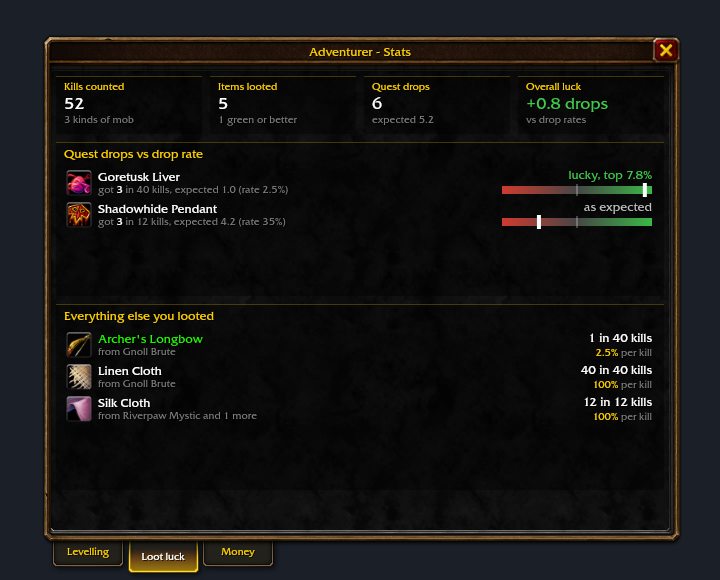 Adventurer - Stats
Kills counted
52
3 kinds of mob
Items looted
5
1 green or better
Quest drops
6
expected 5.2
Overall luck
+0.8 drops
vs drop rates
Quest drops vs drop rate
Goretusk Liver
got 3 in 40 kills, expected 1.0 (rate 2.5%)
lucky, top 7.8%
Shadowhide Pendant
got 3 in 12 kills, expected 4.2 (rate 35%)
as expected
Everything else you looted
Archer's Longbow
from Gnoll Brute
1 in 40 kills
2.5% per kill
Linen Cloth
from Gnoll Brute
40 in 40 kills
100% per kill
Silk Cloth
from Riverpaw Mystic and 1 more
12 in 12 kills
100% per kill
Levelling
Loot luck
Money